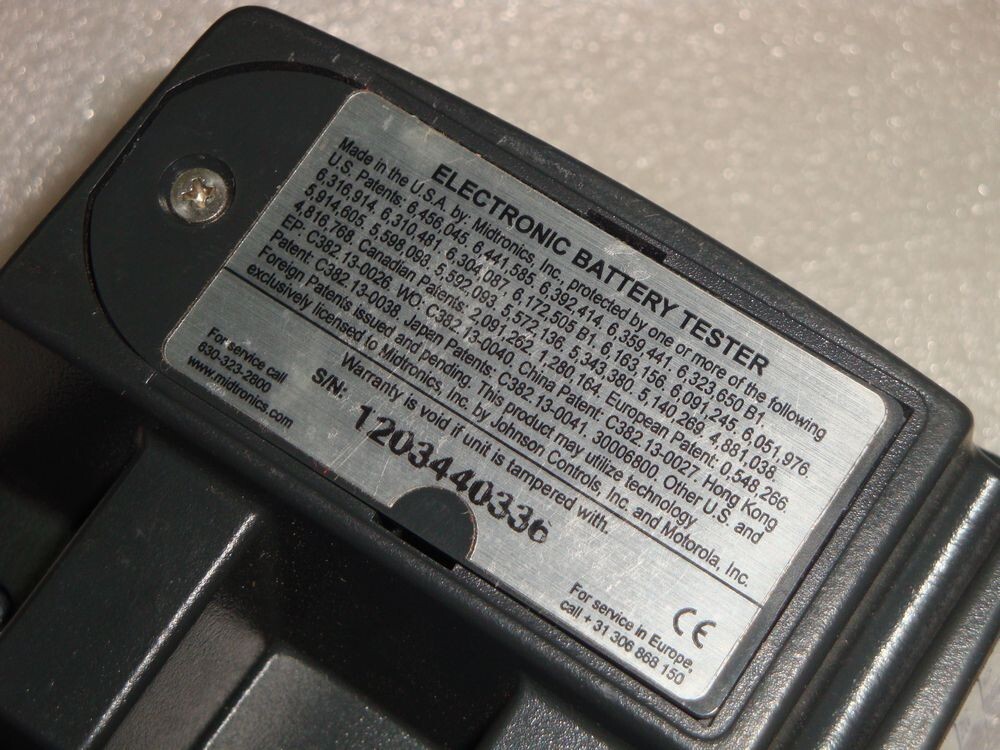 ELECTRONIC BATTERY TESTER
Made in the U.S.A. by: Midtronics, Inc., protected by one or more of the following
U.S. Patents: 6,456,045, 6,441,585, 6,392,414, 6,359,441, 6,323,650 B1,
6,316,914, 6,310,481, 6,304,087, 6,172,505 B1, 6,163,156, 6,091,245, 6,051,976,
5,914,605, 5,598,098, 5,592,093, 5,572,136, 5,343,380, 5,140,269, 4,881,038,
4,816,768, Canadian Patents: 2,091,262, 1,280,164, European Patent: 0,548,266,
EP: C382.13-0026, WO: C382.13-0040, China Patent: C382.13-0027, Hong Kong
Patent: C382.13-0038, Japan Patents: C382.13-0041, 30006800, Other U.S. and
Foreign Patents issued and pending. This product may utilize technology
exclusively licensed to Midtronics, Inc. by Johnson Controls, Inc. and Motorola, Inc.
Warranty is void if unit is tampered with.
For service call
630-323-2800
www.midtronics.com
S/N: 1203440336
CE
For service in Europe,
call + 31 306 868 150